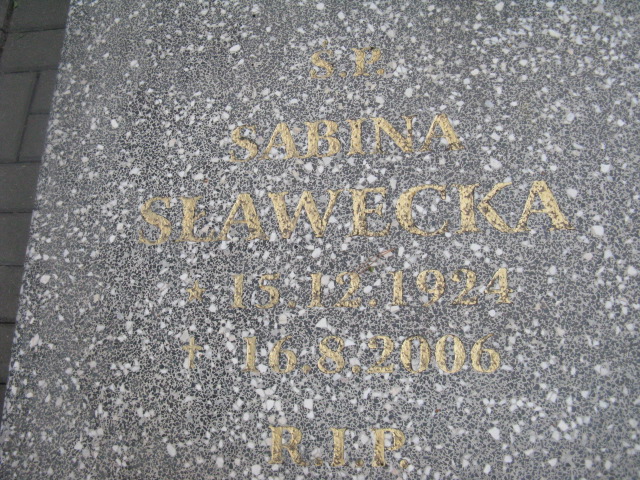 Ś.P.
SABINA
SŁAWECKA
* 15.12.1924
† 16.8.2006
R.I.P.